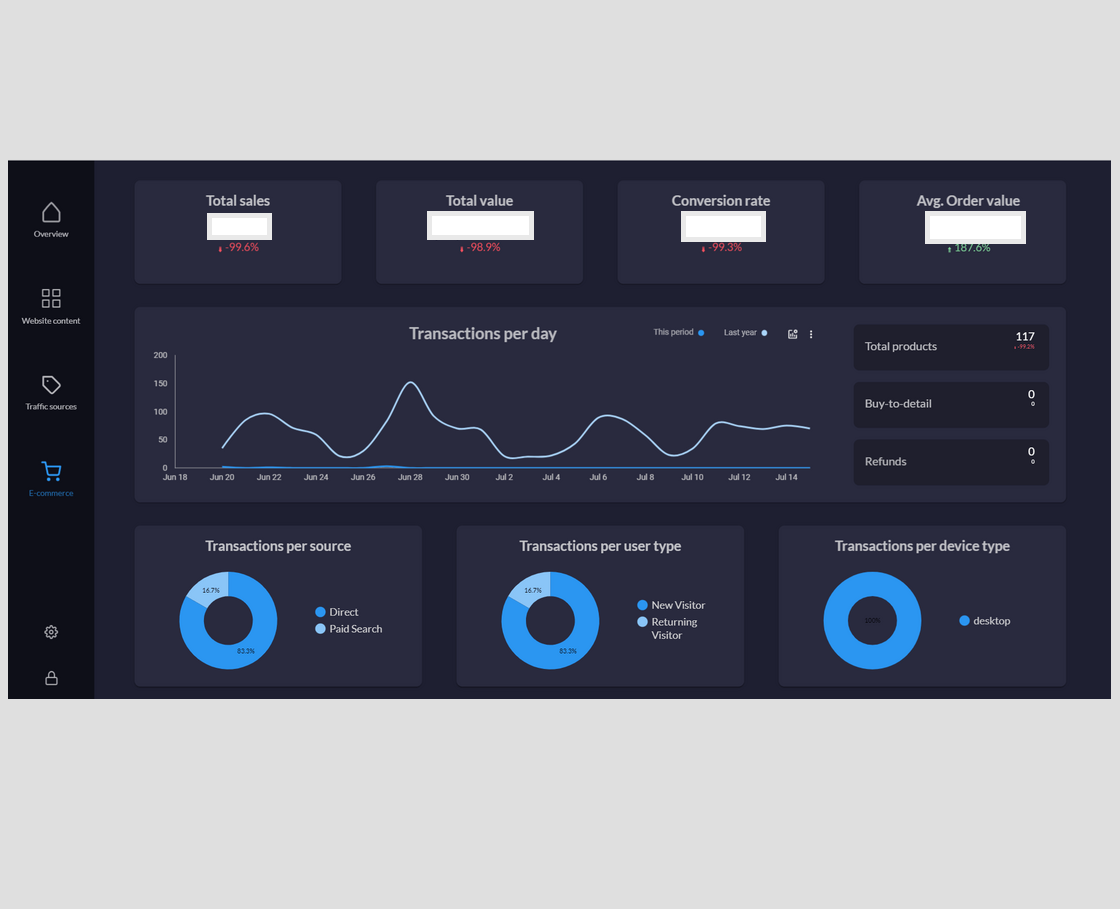 Overview
Website content
Traffic sources
E-commerce
Total sales
-99.6%
Total value
-98.9%
Conversion rate
-99.3%
Avg. Order value
187.6%
Transactions per day
This period
Last year
200
150
100
50
0
Jun 18 Jun 20 Jun 22 Jun 24 Jun 26 Jun 28 Jun 30 Jul 2 Jul 4 Jul 6 Jul 8 Jul 10 Jul 12 Jul 14
Total products
117
-99.2%
Buy-to-detail
0
0
Refunds
0
0
Transactions per source
16.7%
83.3%
Direct
Paid Search
Transactions per user type
16.7%
83.3%
New Visitor
Returning
Visitor
Transactions per device type
100%
desktop